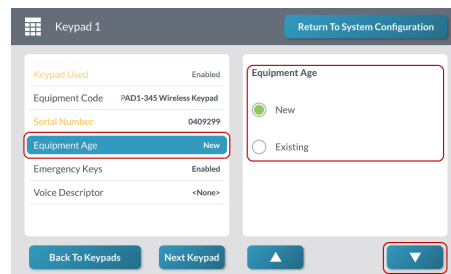 Keypad 1
Return To System Configuration
Keypad Used Enabled
Equipment Code PAD1-345 Wireless Keypad
Serial Number 0409299
Equipment Age New
Emergency Keys Enabled
Voice Descriptor <None>
Equipment Age
New
Existing
Back To Keypads
Next Keypad